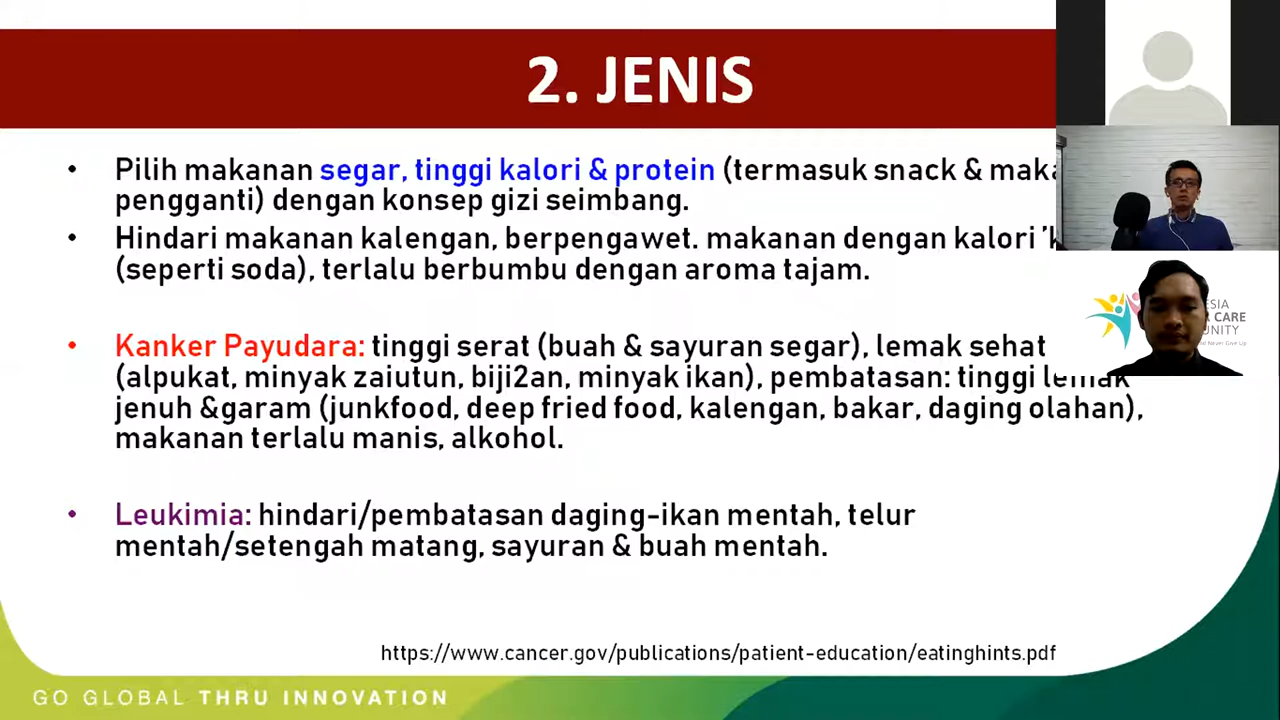 2. JENIS
• Pilih makanan segar, tinggi kalori & protein (termasuk snack &
pengganti) dengan konsep gizi seimbang.
• Hindari makanan kalengan, berpengawet. makanan dengan kalori
(seperti soda), terlalu berbumbu dengan aroma tajam.
• Kanker Payudara: tinggi serat (buah & sayuran segar), lemak sehat
(alpukat, minyak zaiutun, biji2an, minyak ikan), pembatasan: tinggi lemak
jenuh &garam (junkfood, deep fried food, kalengan, bakar, daging olahan),
makanan terlalu manis, alkohol.
• Leukimia: hindari/pembatasan daging-ikan mentah, telur
mentah/setengah matang, sayuran & buah mentah.
https://www.cancer.gov/publications/patient-education/eatinghints.pdf
GO GLOBAL THRU INNOVATION
CARE
Never Give Up